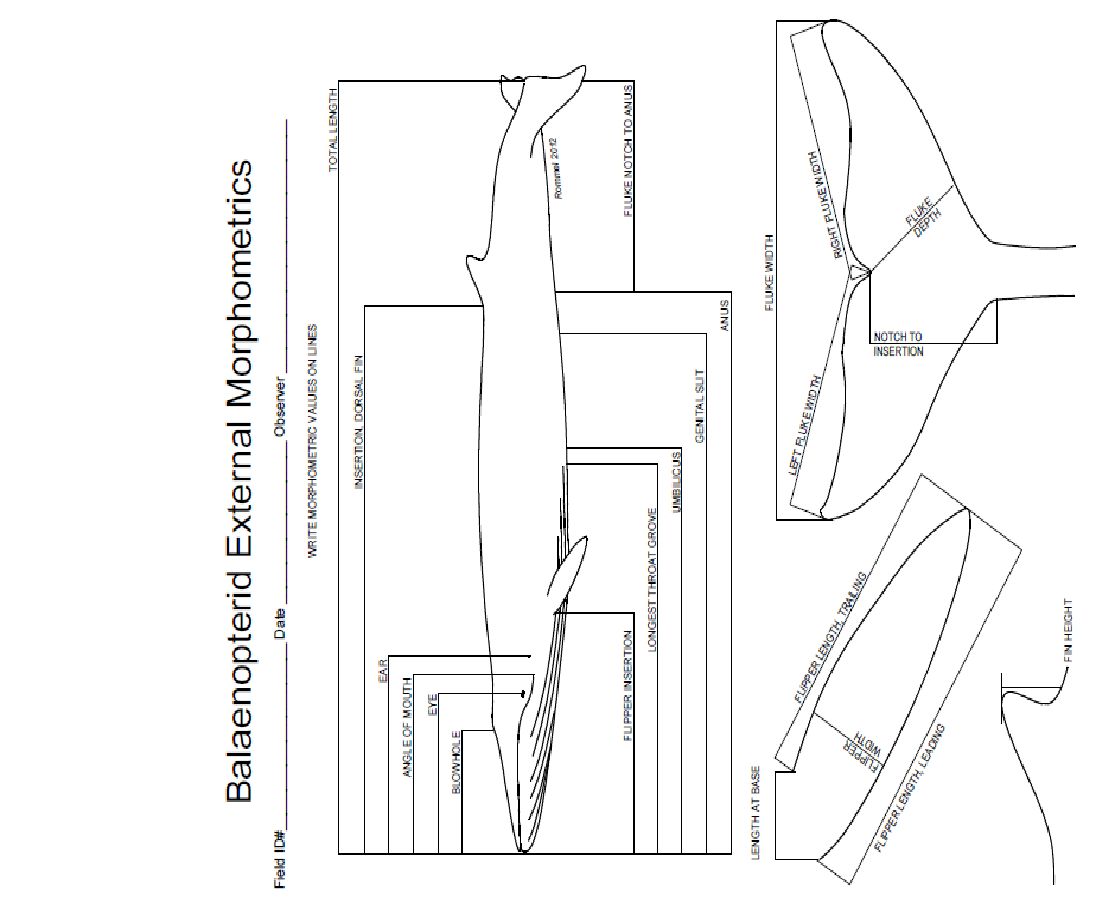 Balaenopterid External Morphometrics
Field ID# Date Observer
WRITE MORPHOMETRIC VALUES ON LINES
TOTAL LENGTH
INSERTION, DORSAL FIN
EAR
ANGLE OF MOUTH
EYE
BLOWHOLE
Rommel 2012
FLUKE NOTCH TO ANUS
FLIPPER INSERTION
LONGEST THROAT GROVE
UMBILICUS
GENITAL SLIT
ANUS
FLUKE WIDTH
RIGHT FLUKE WIDTH
LEFT FLUKE WIDTH
FLUKE
DEPTH
NOTCH TO
INSERTION
LENGTH AT BASE
FLIPPER LENGTH, TRAILING
FLIPPER
WIDTH
FLIPPER LENGTH, LEADING
FIN HEIGHT